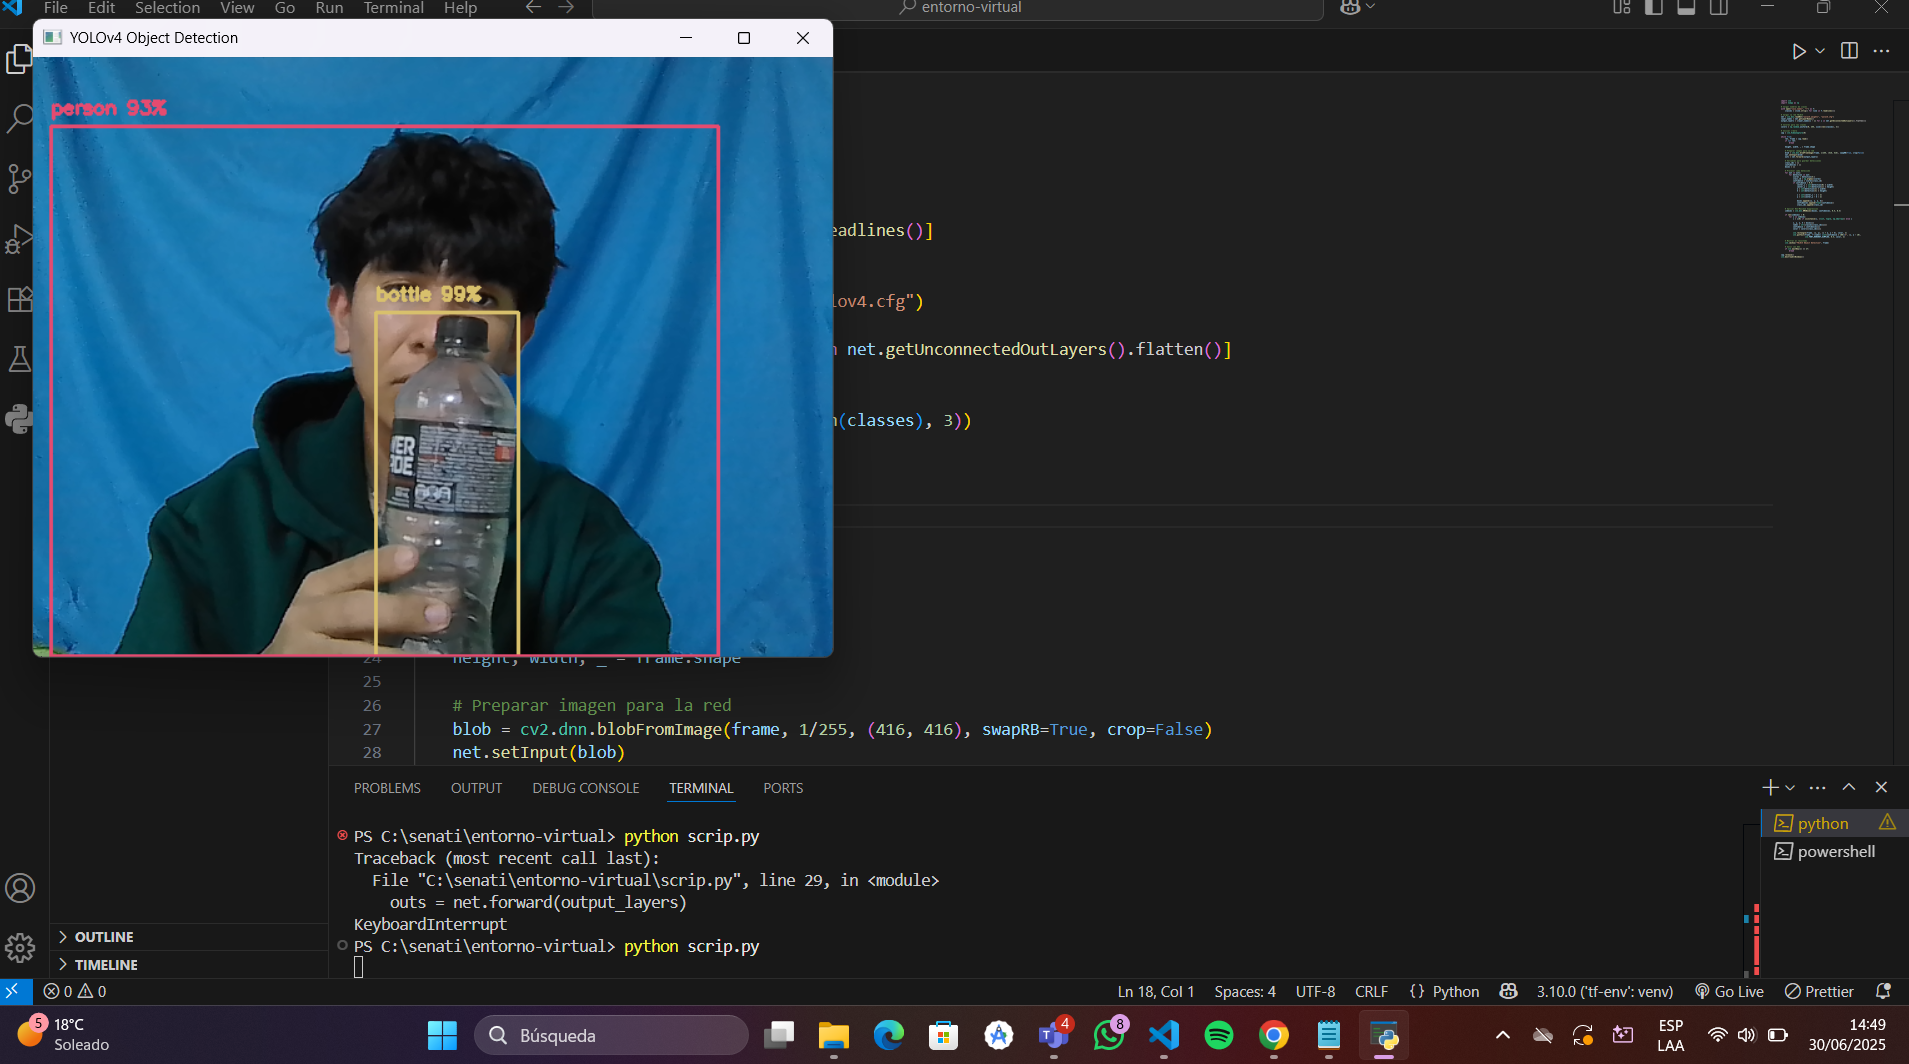 File Edit Selection View Go Run Terminal Help
entorno-virtual
YOLOv4 Object Detection
person 93%
bottle 99%
eadlines()]
lov4.cfg")
net.getUnconnectedOutLayers().flatten()]
(classes), 3))
24 height, width, _ = frame.shape
25
26 # Preparar imagen para la red
27 blob = cv2.dnn.blobFromImage(frame, 1/255, (416, 416), swapRB=True, crop=False)
28 net.setInput(blob)
PROBLEMS OUTPUT DEBUG CONSOLE TERMINAL PORTS
PS C:\senati\entorno-virtual> python scrip.py
Traceback (most recent call last):
File "C:\senati\entorno-virtual\scrip.py", line 29, in <module>
outs = net.forward(output_layers)
KeyboardInterrupt
PS C:\senati\entorno-virtual> python scrip.py
python
powershell
OUTLINE
TIMELINE
0 0
Ln 18, Col 1 Spaces: 4 UTF-8 CRLF {} Python 3.10.0 ('tf-env': venv) Go Live Prettier
5
18°C
Soleado
Búsqueda
4
8
ESP
LAA
14:49
30/06/2025